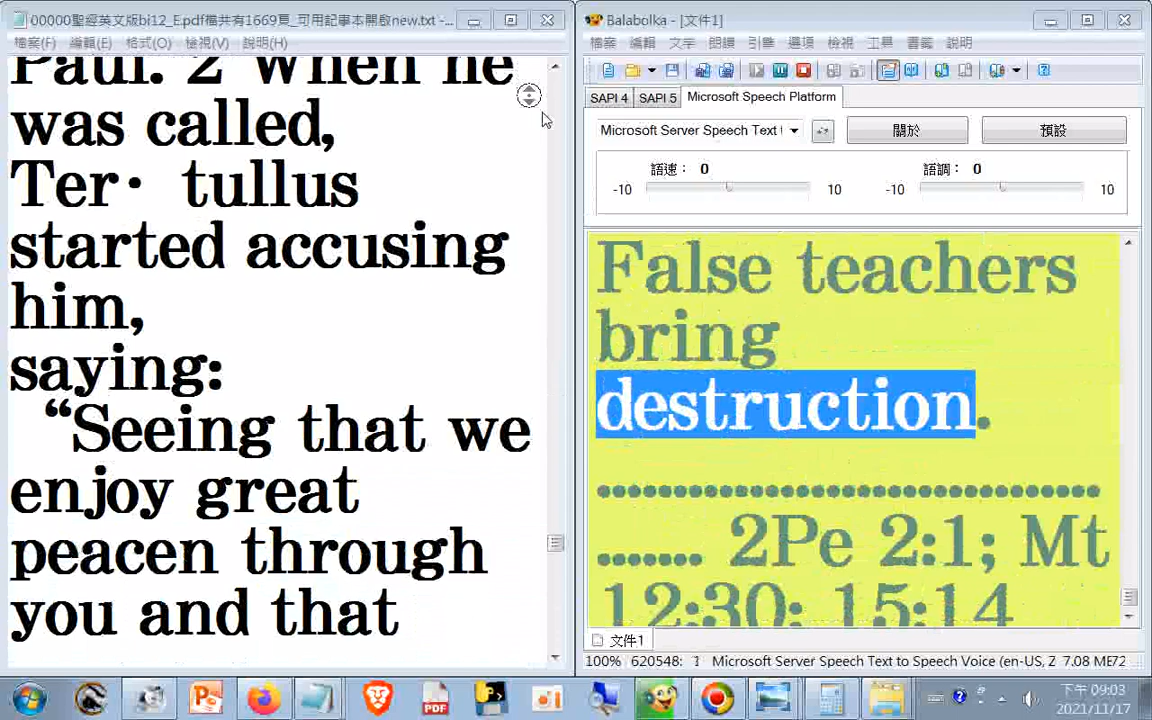 00000聖經英文版bi12_E.pdf檔共有1669頁_可用記事本開啟new.txt -...
檔案(F) 編輯(E) 格式(O) 檢視(V) 說明(H)
Paul. 2 When he
was called,
Ter· tullus
started accusing
him,
saying:
“Seeing that we
enjoy great
peacen through
you and that
Balabolka - [文件1]
檔案 編輯 文字 朗讀 引擎 選項 檢視 工具 書籤 說明
SAPI 4 SAPI 5 Microsoft Speech Platform
Microsoft Server Speech Text 關於 預設
語速: 0 語調: 0
-10 10 -10 10
False teachers
bring
destruction.
.................................
....... 2Pe 2:1; Mt
12:30; 15:14
文件1
100% 620548: 1 Microsoft Server Speech Text to Speech Voice (en-US, Z 7.08 ME72
PDF
下午 09:03
2021/11/17